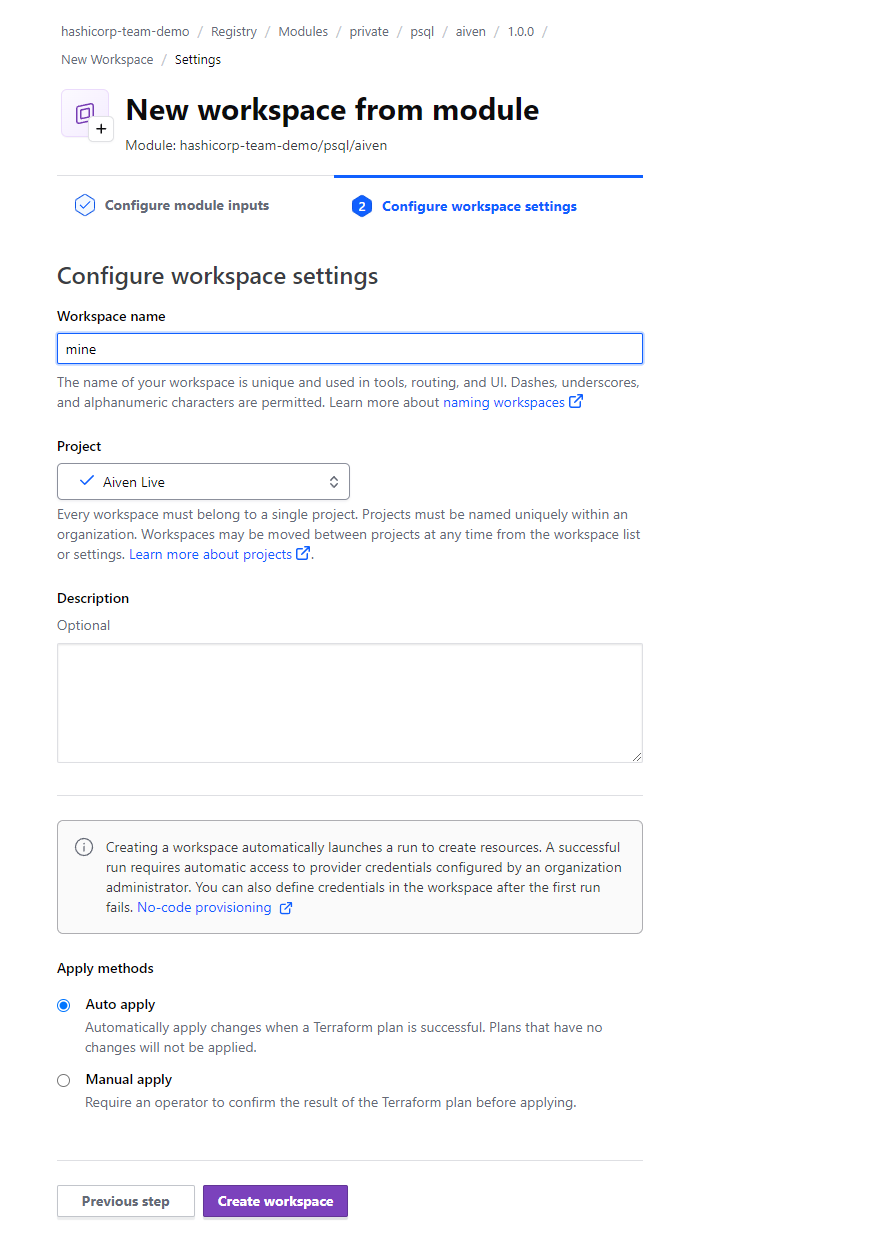 hashicorp-team-demo / Registry / Modules / private / psql / aiven / 1.0.0 /
New Workspace / Settings
New workspace from module
Module: hashicorp-team-demo/psql/aiven
Configure module inputs
2 Configure workspace settings
Configure workspace settings
Workspace name
mine
The name of your workspace is unique and used in tools, routing, and UI. Dashes, underscores,
and alphanumeric characters are permitted. Learn more about naming workspaces
Project
Aiven Live
Every workspace must belong to a single project. Projects must be named uniquely within an
organization. Workspaces may be moved between projects at any time from the workspace list
or settings. Learn more about projects.
Description
Optional
Creating a workspace automatically launches a run to create resources. A successful
run requires automatic access to provider credentials configured by an organization
administrator. You can also define credentials in the workspace after the first run
fails. No-code provisioning
Apply methods
Auto apply
Automatically apply changes when a Terraform plan is successful. Plans that have no
changes will not be applied.
Manual apply
Require an operator to confirm the result of the Terraform plan before applying.
Previous step
Create workspace